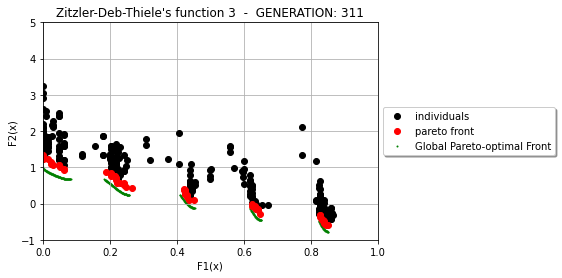 Zitzler-Deb-Thiele's function 3  -  GENERATION: 311
5
4
3
2
1
0
-1
F2(x)
0.0 0.2 0.4 0.6 0.8 1.0
F1(x)
individuals
pareto front
Global Pareto-optimal Front